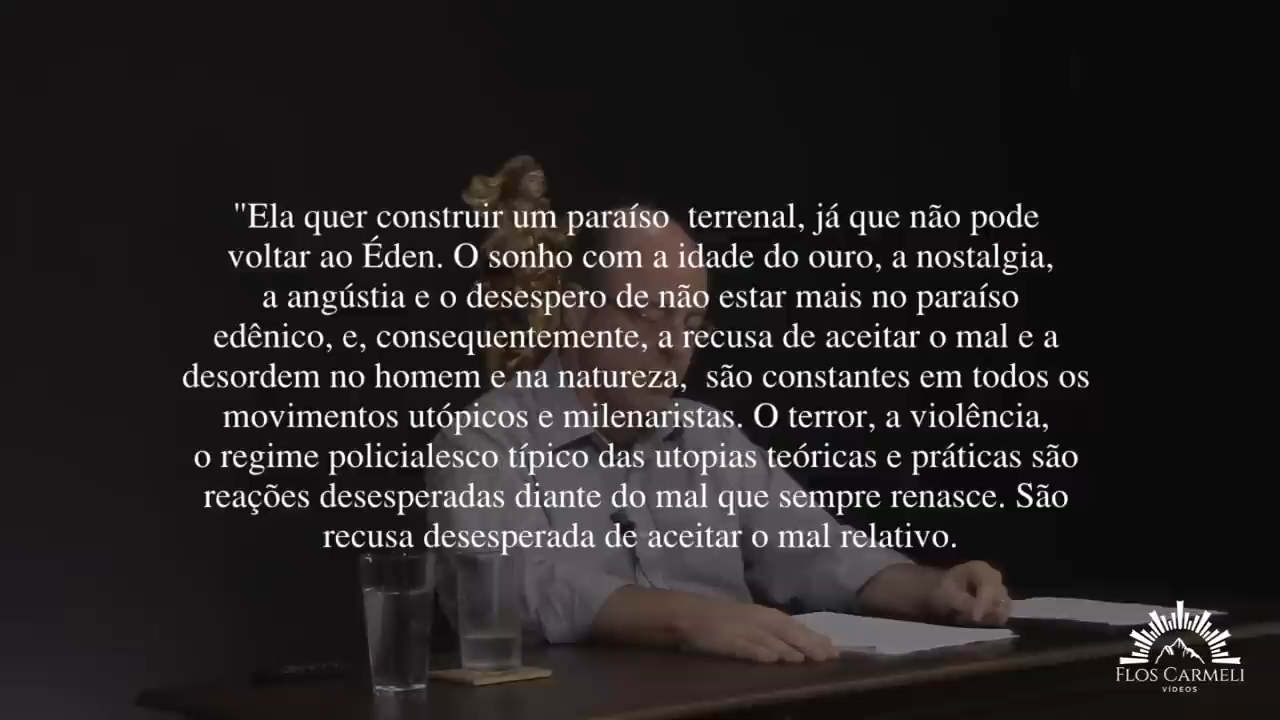 "Ela quer construir um paraíso  terrenal, já que não pode
voltar ao Éden. O sonho com a idade do ouro, a nostalgia,
a angústia e o desespero de não estar mais no paraíso
edênico, e, consequentemente, a recusa de aceitar o mal e a
desordem no homem e na natureza,  são constantes em todos os
movimentos utópicos e milenaristas. O terror, a violência,
o regime policialesco típico das utopias teóricas e práticas são
reações desesperadas diante do mal que sempre renasce. São
recusa desesperada de aceitar o mal relativo.
FLOS CARMELI
VÍDEOS